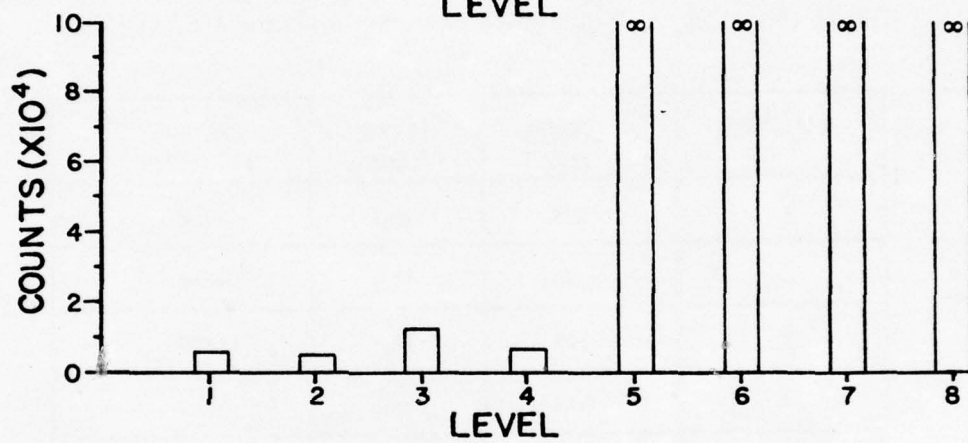 LEVEL
COUNTS (X10⁴)
10
8
6
4
2
0
∞ ∞ ∞ ∞
1 2 3 4 5 6 7 8
LEVEL